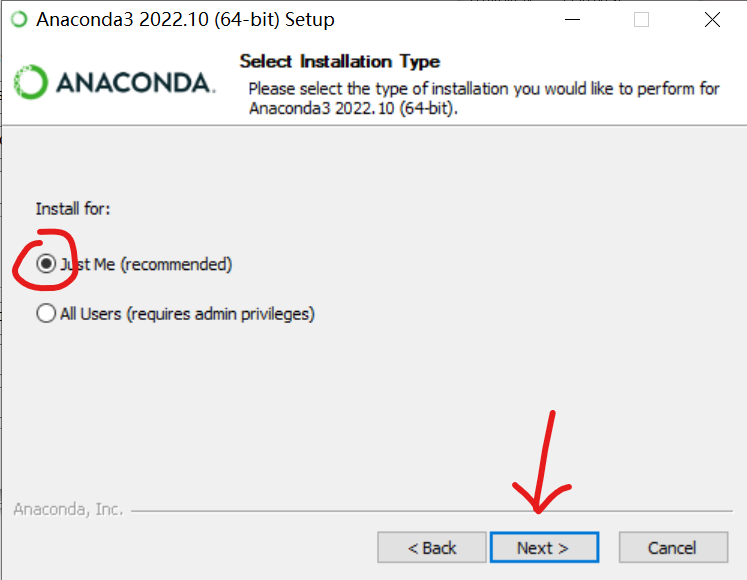 Anaconda3 2022.10 (64-bit) Setup
ANACONDA.
Select Installation Type
Please select the type of installation you would like to perform for
Anaconda3 2022.10 (64-bit).
Install for:
Just Me (recommended)
All Users (requires admin privileges)
Anaconda, Inc.
< Back
Next >
Cancel